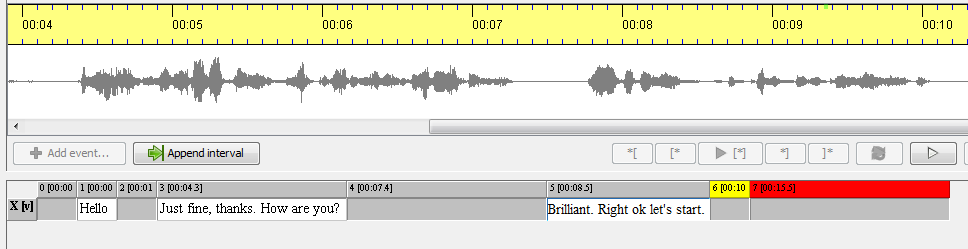 00:04 00:05 00:06 00:07 00:08 00:09 00:10
Add event... Append interval *[ [* [*] *] ]*
0 [00:00 1 [00:00 2 [00:01 3 [00:04.3] 4 [00:07.4] 5 [00:08.5] 6 [00:10 7 [00:15.5]
X [v] Hello Just fine, thanks. How are you? Brilliant. Right ok let's start.